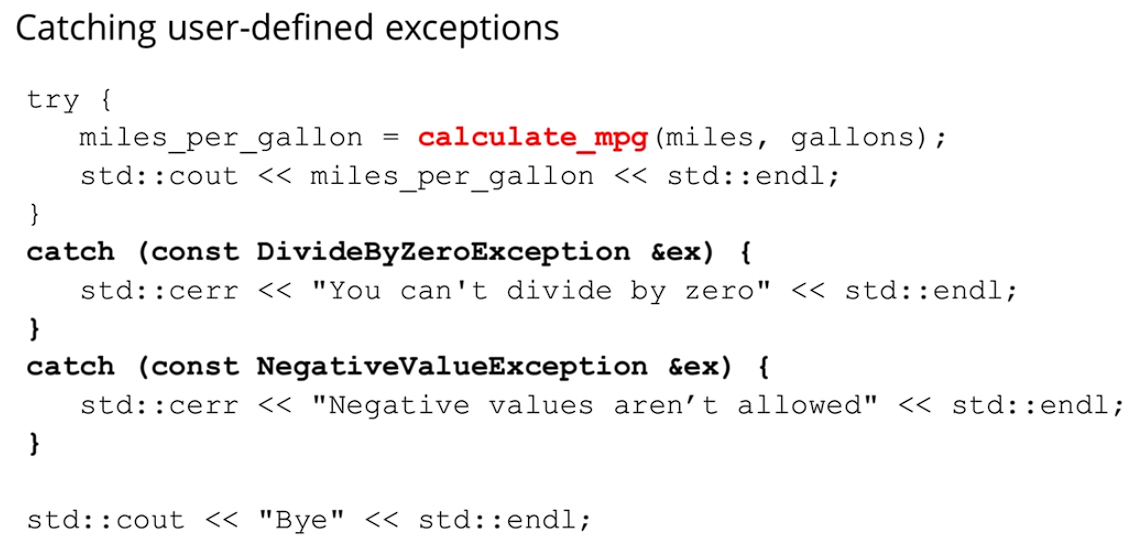 Catching user-defined exceptions
try {
miles_per_gallon = calculate_mpg(miles, gallons);
std::cout << miles_per_gallon << std::endl;
}
catch (const DivideByZeroException &ex) {
std::cerr << "You can't divide by zero" << std::endl;
}
catch (const NegativeValueException &ex) {
std::cerr << "Negative values aren’t allowed" << std::endl;
}
std::cout << "Bye" << std::endl;